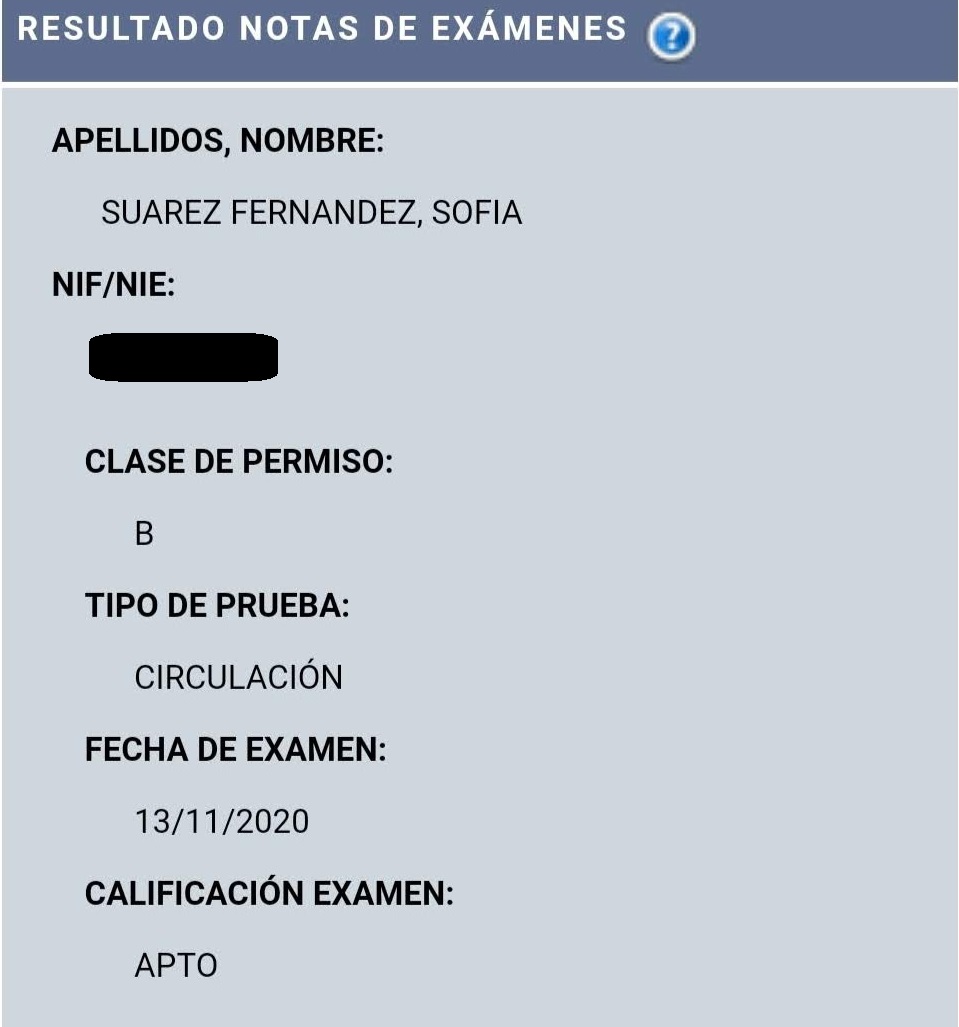 RESULTADO NOTAS DE EXÁMENES ?
APELLIDOS, NOMBRE:
SUAREZ FERNANDEZ, SOFIA
NIF/NIE:
CLASE DE PERMISO:
B
TIPO DE PRUEBA:
CIRCULACIÓN
FECHA DE EXAMEN:
13/11/2020
CALIFICACIÓN EXAMEN:
APTO